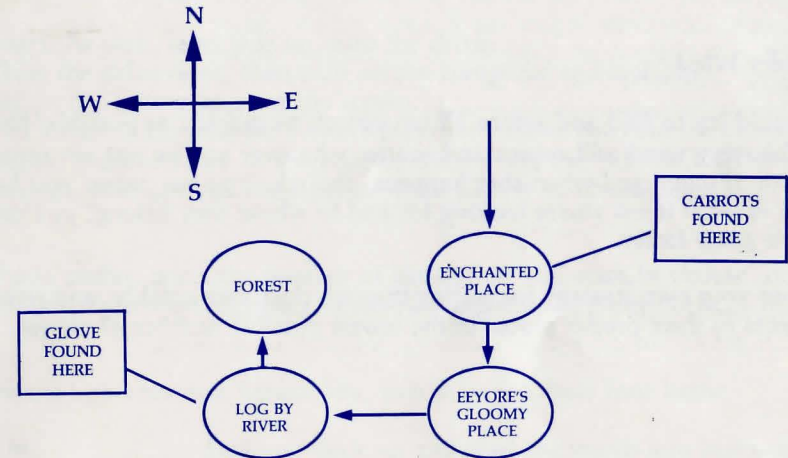 N
W
E
S
CARROTS
FOUND
HERE
FOREST
ENCHANTED
PLACE
GLOVE
FOUND
HERE
LOG BY
RIVER
EEYORE'S
GLOOMY
PLACE